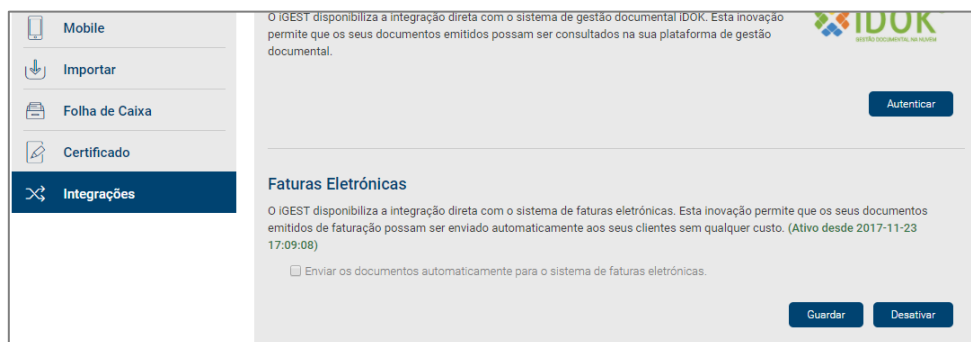 Mobile
Importar
Folha de Caixa
Certificado
Integrações
O iGEST disponibiliza a integração direta com o sistema de gestão documental iDOK. Esta inovação
permite que os seus documentos emitidos possam ser consultados na sua plataforma de gestão
documental.
iDOK
GESTÃO DOCUMENTAL NA NUVEM
Autenticar
Faturas Eletrónicas
O iGEST disponibiliza a integração direta com o sistema de faturas eletrónicas. Esta inovação permite que os seus documentos
emitidos de faturação possam ser enviado automaticamente aos seus clientes sem qualquer custo. (Ativo desde 2017-11-23
17:09:08)
Enviar os documentos automaticamente para o sistema de faturas eletrónicas.
Guardar
Desativar